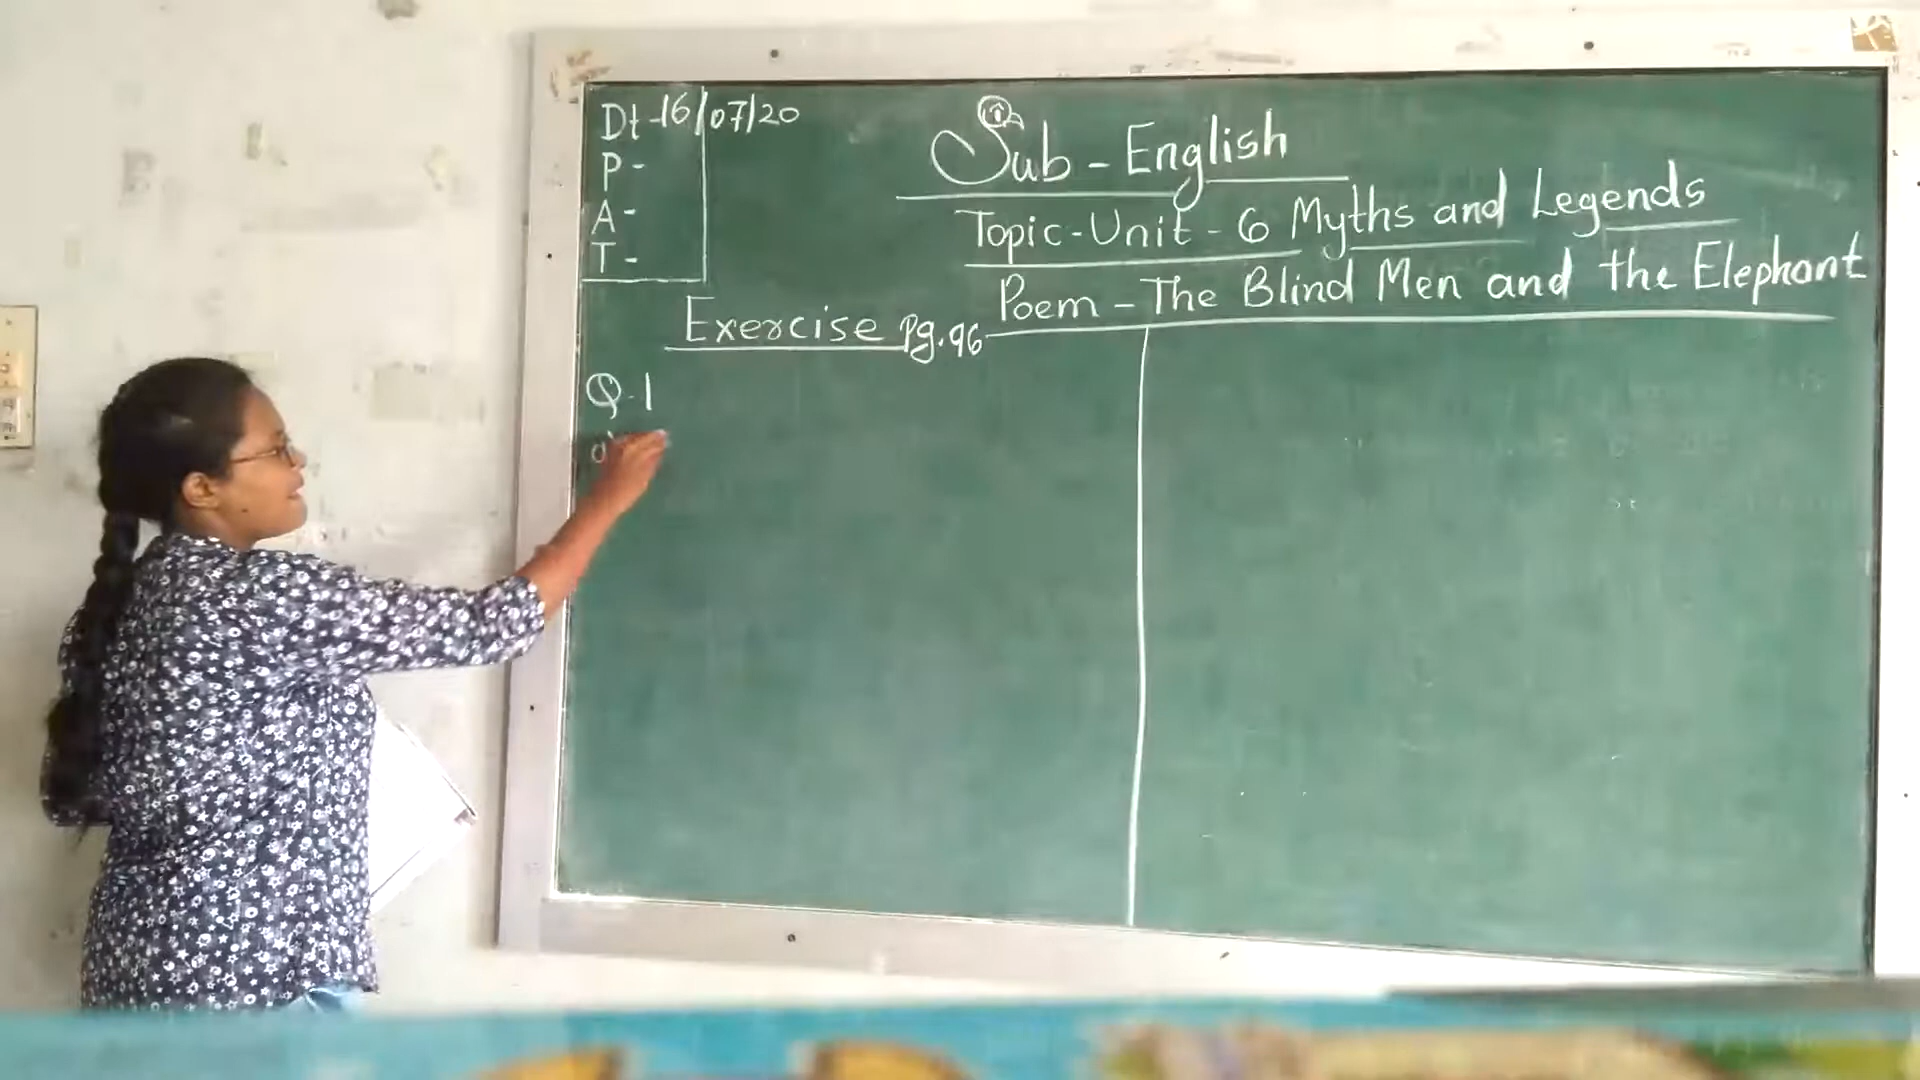 Dt-16/07/20
P-
A-
T-
Sub-English
Topic-Unit-6 Myths and Legends
Poem-The Blind Men and the Elephant
Exercise Pg.96
Q.1
a